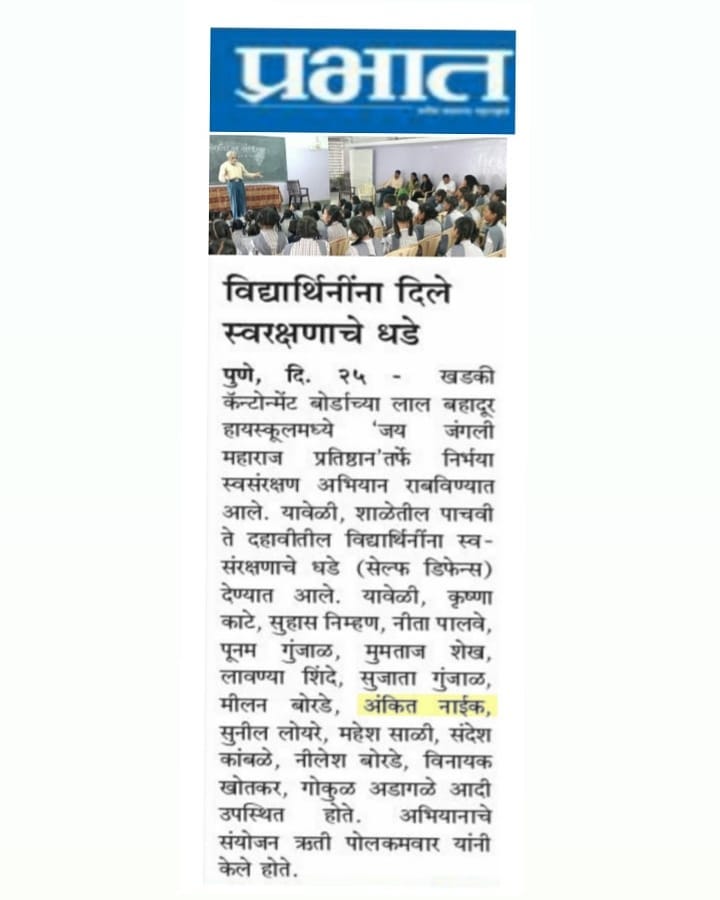 प्रभात
विद्यार्थिनींना दिले
स्वरक्षणाचे धडे
पुणे, दि. २५ - खडकी
कॅन्टोन्मेंट बोर्डाच्या लाल बहादूर
हायस्कूलमध्ये 'जय जंगली
महाराज प्रतिष्ठान'तर्फे निर्भया
स्वसंरक्षण अभियान राबविण्यात
आले. यावेळी, शाळेतील पाचवी
ते दहावीतील विद्यार्थिनींना स्व-
संरक्षणाचे धडे (सेल्फ डिफेन्स)
देण्यात आले. यावेळी, कृष्णा
काटे, सुहास निम्हण, नीता पालवे,
पूनम गुंजाळ, मुमताज शेख,
लावण्या शिंदे, सुजाता गुंजाळ,
मीलन बोरडे, अंकित नाईक,
सुनील लोयरे, महेश साळी, संदेश
कांबळे, नीलेश बोरडे, विनायक
खोतकर, गोकुळ अडागळे आदी
उपस्थित होते. अभियानाचे
संयोजन ऋती पोलकमवार यांनी
केले होते.